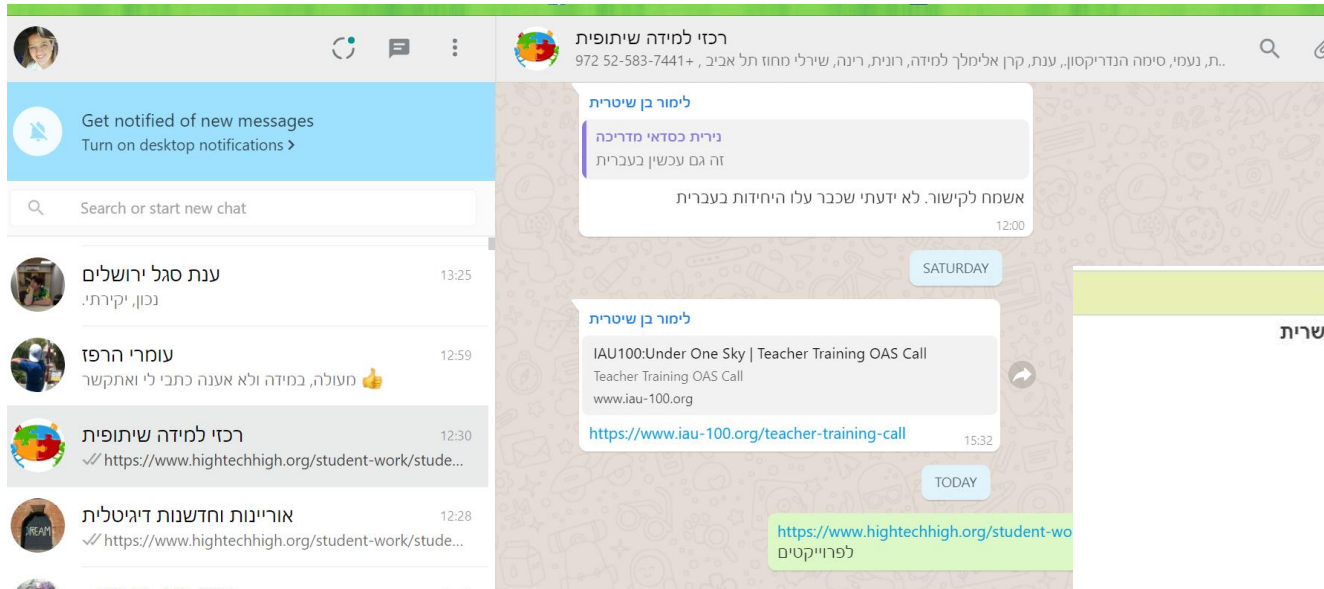 Get notified of new messages
Turn on desktop notifications >
Search or start new chat
ענת סגל ירושלים
13:25
נכון, יקירתי.
עומרי הרפז
12:59
מעולה, במידה ולא אענה כתבי לי ואתקשר 👍
רכזי למידה שיתופית
12:30
https://www.hightechhigh.org/student-work/stude...
אוריינות וחדשנות דיגיטלית
12:28
https://www.hightechhigh.org/student-work/stude...
DREAM
רכזי למידה שיתופית
ת, נעמי, סימה הנדריקסון, ענת, קרן אלימלך למידה, רונית, רינה, שירלי מחוז תל אביב, +972 52-583-7441..
לימור בן שיטרית
נירית כסדאי מדריכה
זה גם עכשין בעברית
אשמח לקישור. לא ידעתי שכבר עלו היחידות בעברית
12:00
SATURDAY
לימור בן שיטרית
IAU100:Under One Sky | Teacher Training OAS Call
Teacher Training OAS Call
www.iau-100.org
https://www.iau-100.org/teacher-training-call
15:32
TODAY
https://www.hightechhigh.org/student-wo
לפרוייקטים
שרית